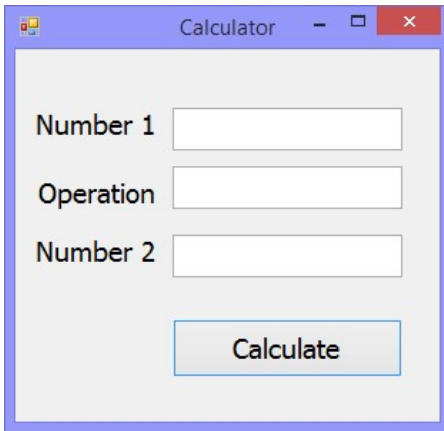 Calculator
Number 1
Operation
Number 2
Calculate